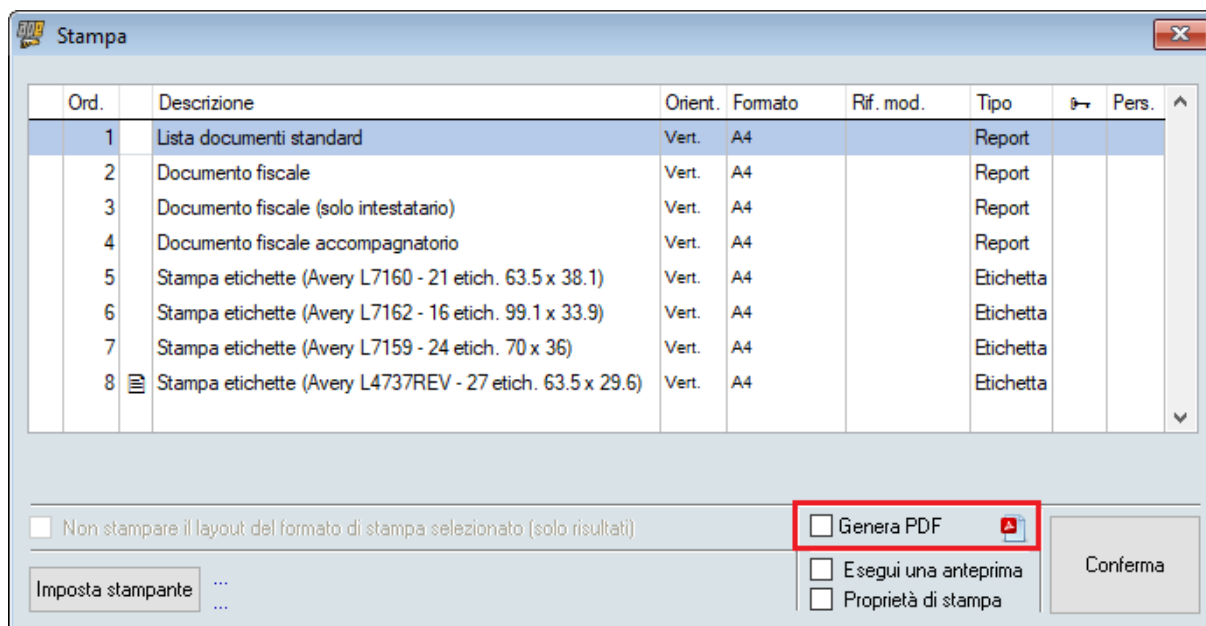 Stampa
Ord. Descrizione Orient. Formato Rif. mod. Tipo Pers.
1 Lista documenti standard Vert. A4 Report
2 Documento fiscale Vert. A4 Report
3 Documento fiscale (solo intestatario) Vert. A4 Report
4 Documento fiscale accompagnatorio Vert. A4 Report
5 Stampa etichette (Avery L7160 - 21 etich. 63.5 x 38.1) Vert. A4 Etichetta
6 Stampa etichette (Avery L7162 - 16 etich. 99.1 x 33.9) Vert. A4 Etichetta
7 Stampa etichette (Avery L7159 - 24 etich. 70 x 36) Vert. A4 Etichetta
8 Stampa etichette (Avery L4737REV - 27 etich. 63.5 x 29.6) Vert. A4 Etichetta
Non stampare il layout del formato di stampa selezionato (solo risultati)
Genera PDF
Imposta stampante
...
...
Esegui una anteprima
Proprietà di stampa
Conferma